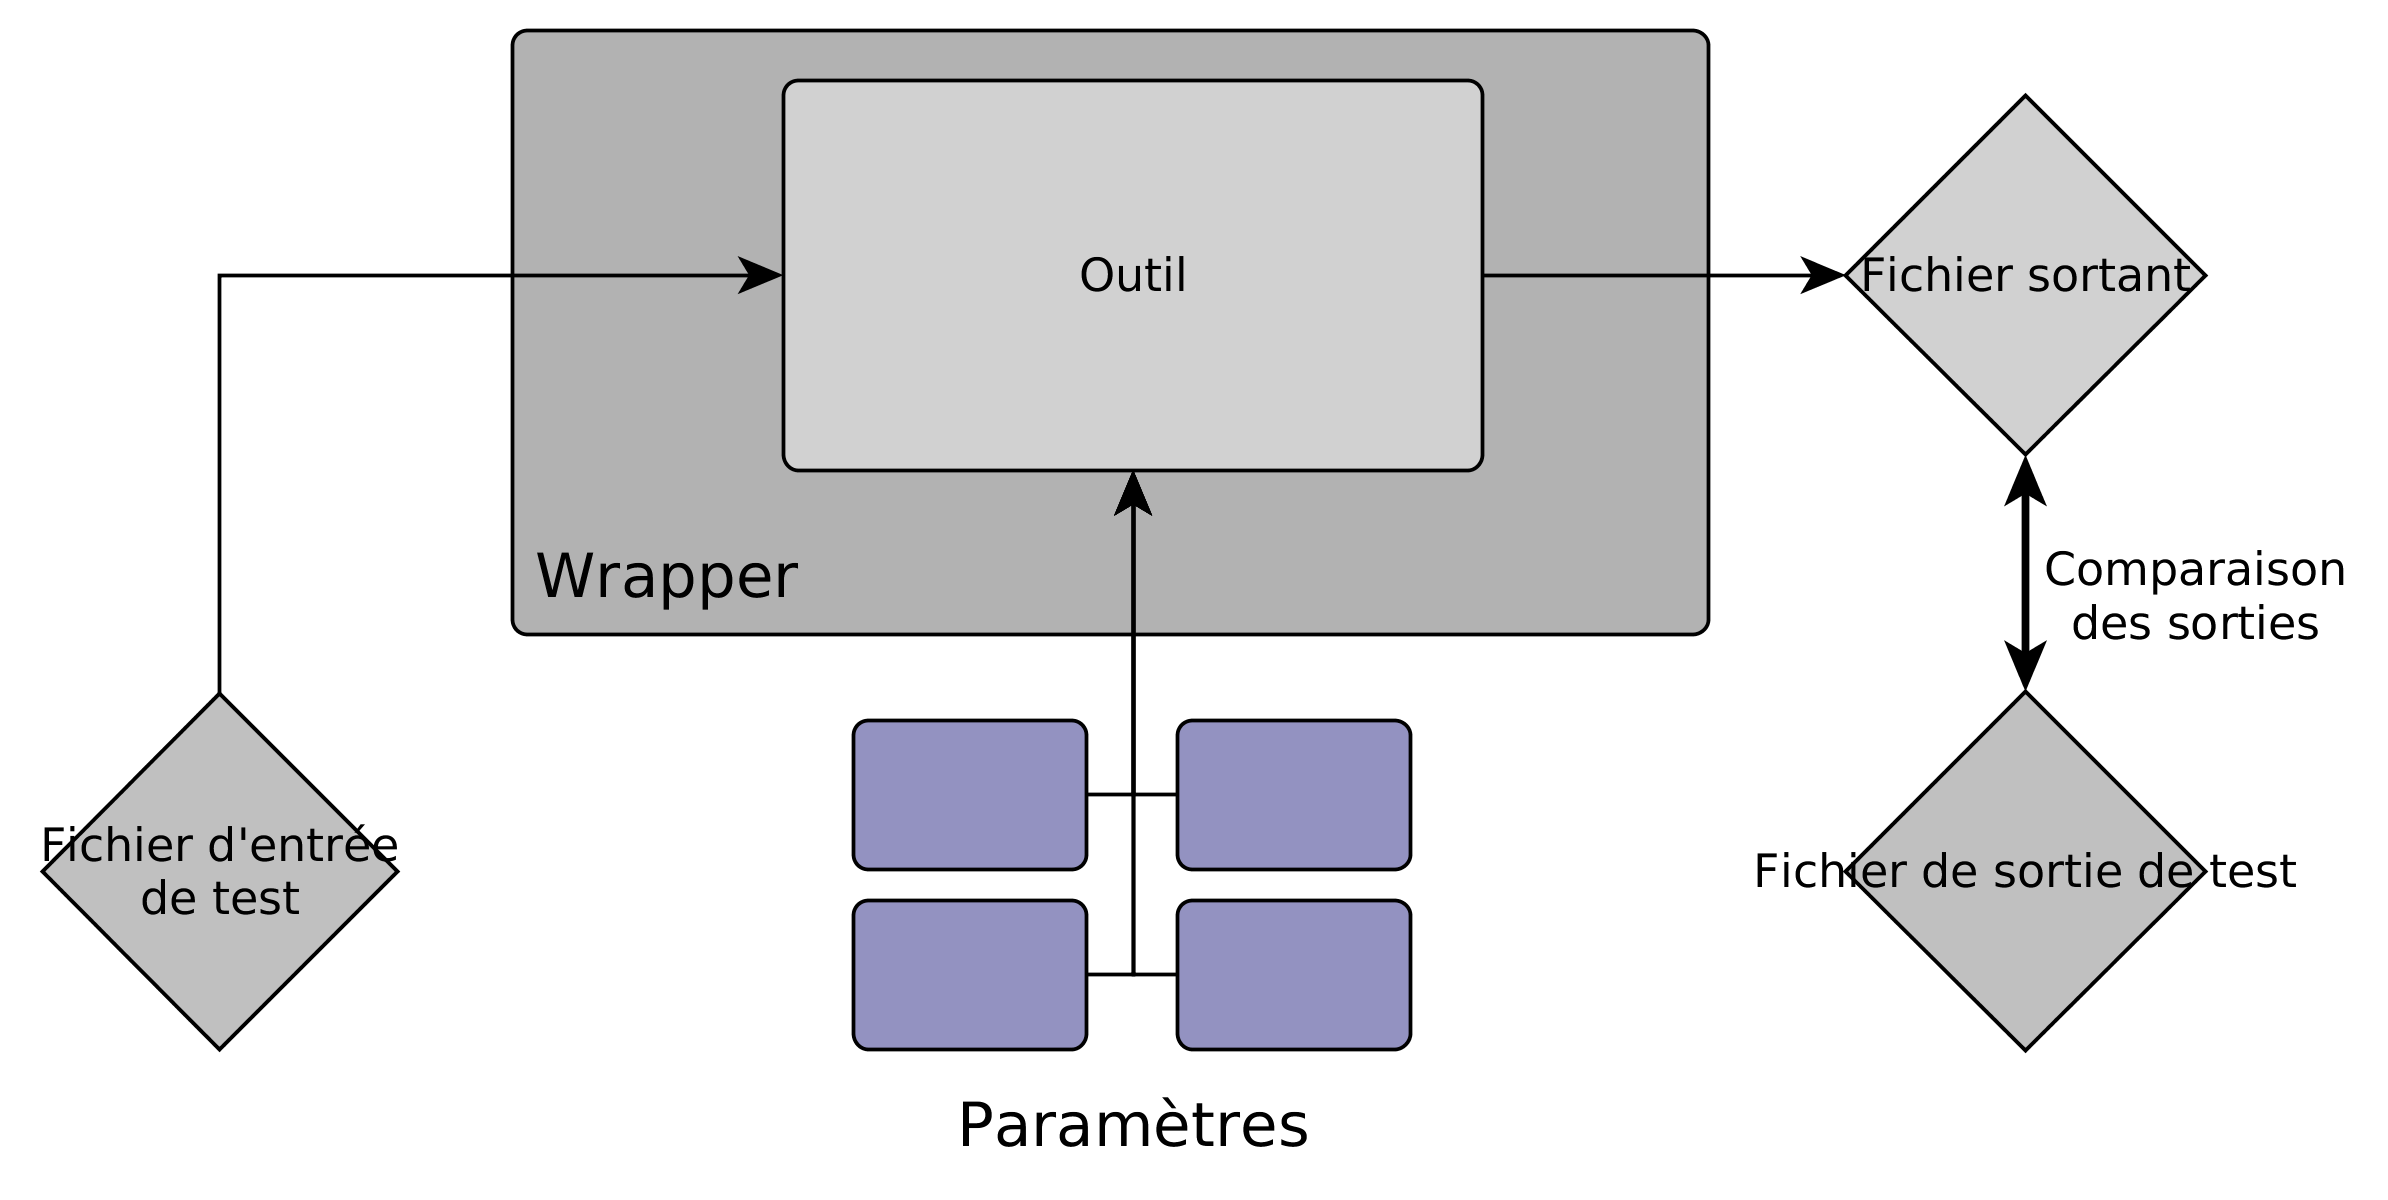 Outil
Fichier sortant
Wrapper
Comparaison
des sorties
Fichier d'entrée
de test
Fichier de sortie de test
Paramètres